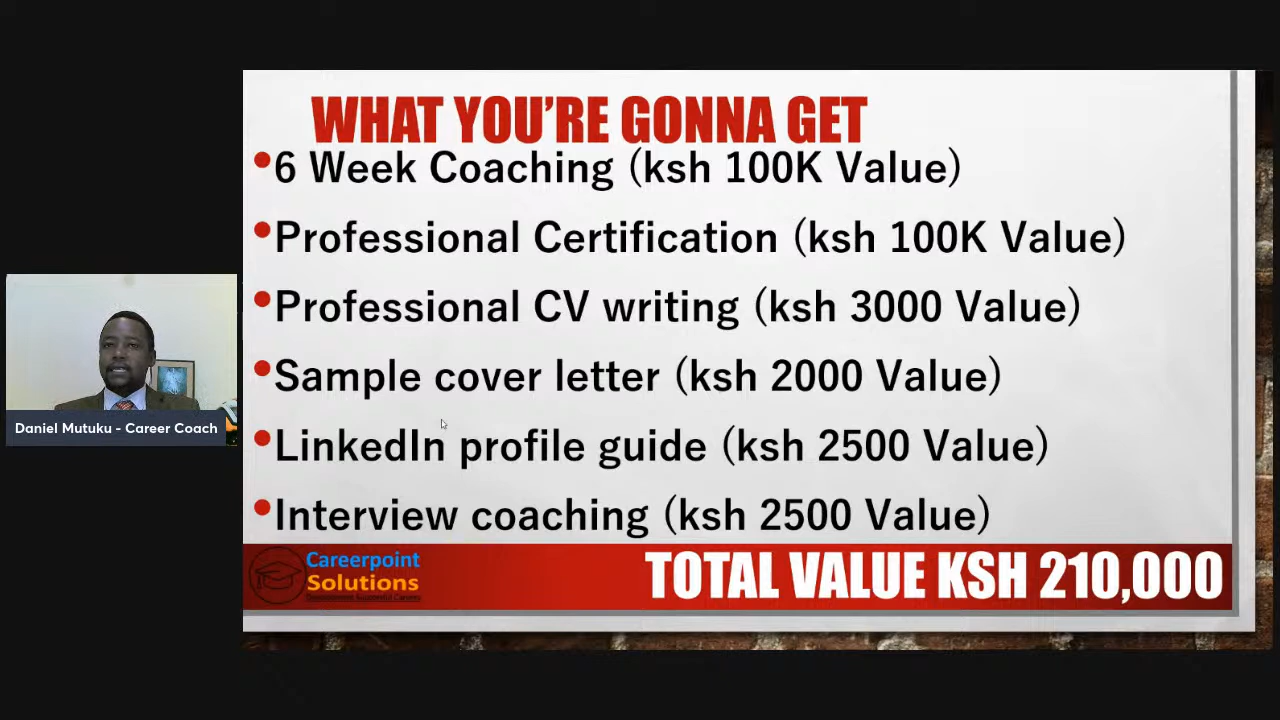 WHAT YOU'RE GONNA GET
•6 Week Coaching (ksh 100K Value)
•Professional Certification (ksh 100K Value)
•Professional CV writing (ksh 3000 Value)
•Sample cover letter (ksh 2000 Value)
•LinkedIn profile guide (ksh 2500 Value)
•Interview coaching (ksh 2500 Value)
Careerpoint
Solutions
TOTAL VALUE KSH 210,000
Daniel Mutuku - Career Coach